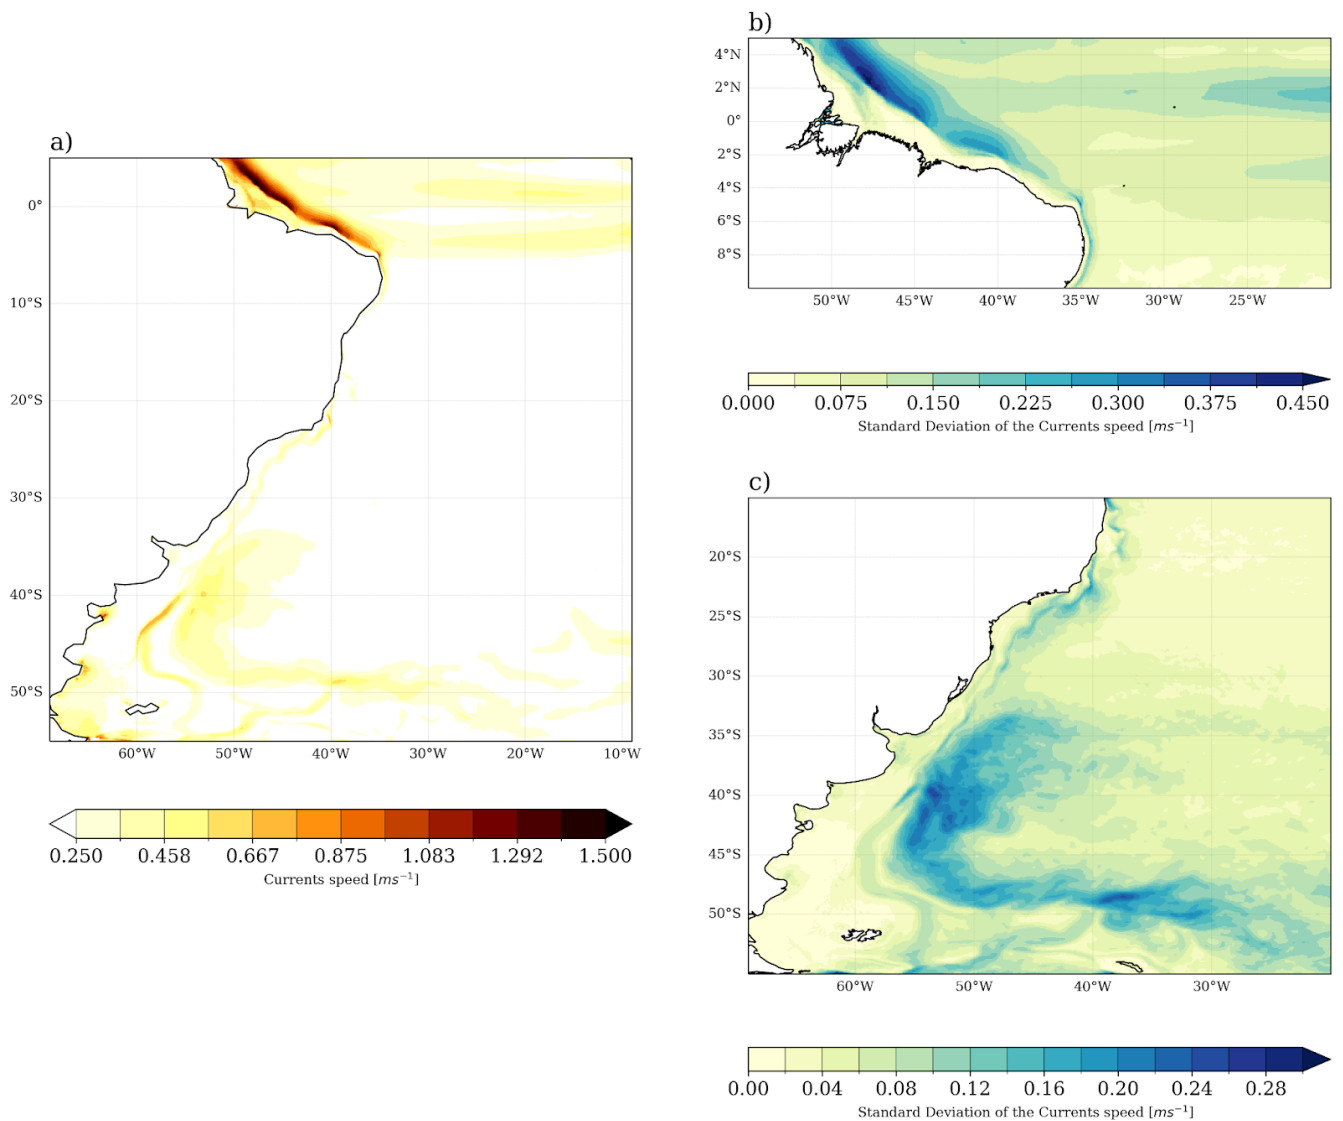 a)
0°
10°S
20°S
30°S
40°S
50°S
60°W 50°W 40°W 30°W 20°W 10°W
0.250 0.458 0.667 0.875 1.083 1.292 1.500
Currents speed [ms⁻¹]
b)
4°N
2°N
0°
2°S
4°S
6°S
8°S
50°W 45°W 40°W 35°W 30°W 25°W
0.000 0.075 0.150 0.225 0.300 0.375 0.450
Standard Deviation of the Currents speed [ms⁻¹]
c)
20°S
25°S
30°S
35°S
40°S
45°S
50°S
60°W 50°W 40°W 30°W
0.00 0.04 0.08 0.12 0.16 0.20 0.24 0.28
Standard Deviation of the Currents speed [ms⁻¹]